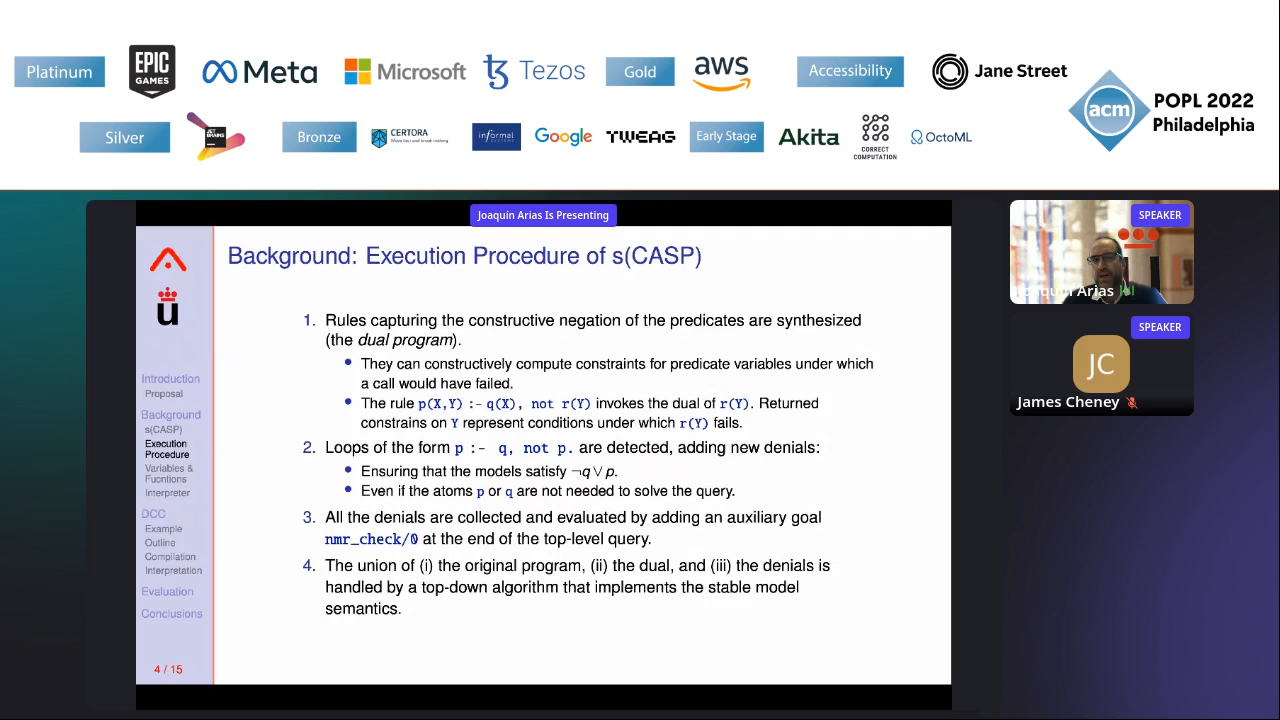 Platinum
EPIC
GAMES
Meta
Microsoft
Tezos
Gold
aws
Accessibility
Jane Street
acm
POPL 2022
Philadelphia
Silver
JET
BRAINS
Bronze
CERTORA
informal
SYSTEMS
Google
TWEAG
Early Stage
Akita
CORRECT
COMPUTATION
OctoML
Joaquín Arias Is Presenting
Background: Execution Procedure of s(CASP)
ü
Introduction
Proposal
Background
s(CASP)
Execution
Procedure
Variables &
Fucntions
Interpreter
DCC
Example
Outline
Compilation
Interpretation
Evaluation
Conclusions
4 / 15
1. Rules capturing the constructive negation of the predicates are synthesized
(the dual program).
• They can constructively compute constraints for predicate variables under which
a call would have failed.
• The rule p(X,Y) :- q(X), not r(Y) invokes the dual of r(Y). Returned
constrains on Y represent conditions under which r(Y) fails.
2. Loops of the form p :- q, not p. are detected, adding new denials:
• Ensuring that the models satisfy ¬q ∨ p.
• Even if the atoms p or q are not needed to solve the query.
3. All the denials are collected and evaluated by adding an auxiliary goal
nmr_check/0 at the end of the top-level query.
4. The union of (i) the original program, (ii) the dual, and (iii) the denials is
handled by a top-down algorithm that implements the stable model
semantics.
SPEAKER
Joaquín Arias
SPEAKER
JC
James Cheney